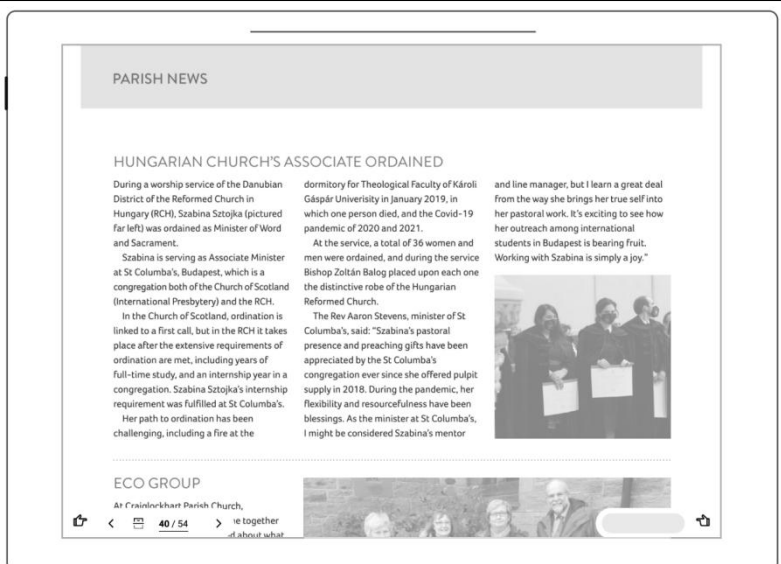 PARISH NEWS
HUNGARIAN CHURCH'S ASSOCIATE ORDAINED
During a worship service of the Danubian
District of the Reformed Church in
Hungary (RCH), Szabina Sztojka (pictured
far left) was ordained as Minister of Word
and Sacrament.
Szabina is serving as Associate Minister
at St Columba's, Budapest, which is a
congregation both of the Church of Scotland
(International Presbytery) and the RCH.
In the Church of Scotland, ordination is
linked to a first call, but in the RCH it takes
place after the extensive requirements of
ordination are met, including years of
full-time study, and an internship year in a
congregation. Szabina Sztojka's internship
requirement was fulfilled at St Columba's.
Her path to ordination has been
challenging, including a fire at the
dormitory for Theological Faculty of Károli
Gáspár Univerisity in January 2019, in
which one person died, and the Covid-19
pandemic of 2020 and 2021.
At the service, a total of 36 women and
men were ordained, and during the service
Bishop Zoltán Balog placed upon each one
the distinctive robe of the Hungarian
Reformed Church.
The Rev Aaron Stevens, minister of St
Columba's, said: "Szabina's pastoral
presence and preaching gifts have been
appreciated by the St Columba's
congregation ever since she offered pulpit
supply in 2018. During the pandemic, her
flexibility and resourcefulness have been
blessings. As the minister at St Columba's,
I might be considered Szabina's mentor
and line manager, but I learn a great deal
from the way she brings her true self into
her pastoral work. It's exciting to see how
her outreach among international
students in Budapest is bearing fruit.
Working with Szabina is simply a joy."
ECO GROUP
At Craiglockhart Parish Church,
together
about what
40 / 54